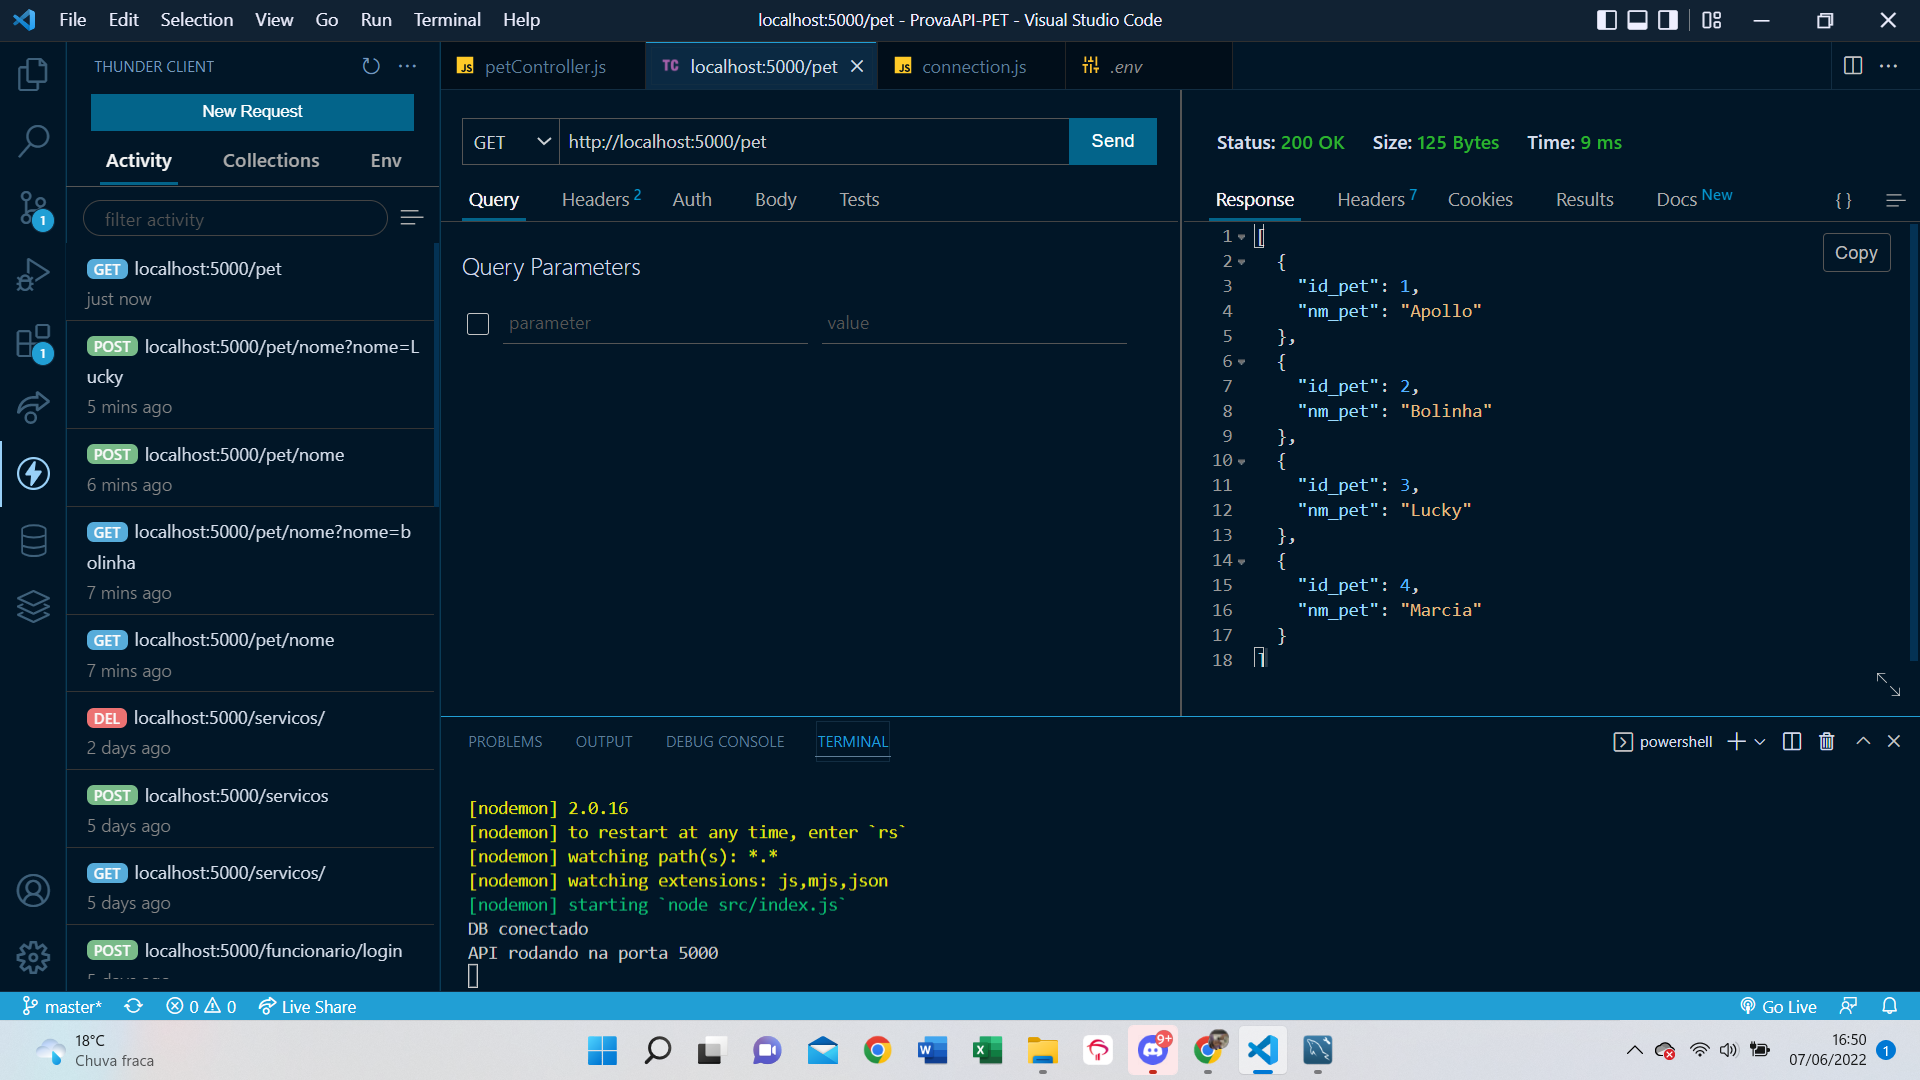 File Edit Selection View Go Run Terminal Help
localhost:5000/pet - ProvaAPI-PET - Visual Studio Code
THUNDER CLIENT
New Request
Activity Collections Env
filter activity
GET localhost:5000/pet
just now
POST localhost:5000/pet/nome?nome=L
ucky
5 mins ago
POST localhost:5000/pet/nome
6 mins ago
GET localhost:5000/pet/nome?nome=b
olinha
7 mins ago
GET localhost:5000/pet/nome
7 mins ago
DEL localhost:5000/servicos/
2 days ago
POST localhost:5000/servicos
5 days ago
GET localhost:5000/servicos/
5 days ago
POST localhost:5000/funcionario/login
5 days ago
1
1
JS petController.js
TC localhost:5000/pet
JS connection.js
.env
GET http://localhost:5000/pet Send
Query Headers 2 Auth Body Tests
Query Parameters
parameter value
Status: 200 OK Size: 125 Bytes Time: 9 ms
Response Headers 7 Cookies Results Docs New {}
Copy
1 [
2 {
3 "id_pet": 1,
4 "nm_pet": "Apollo"
5 },
6 {
7 "id_pet": 2,
8 "nm_pet": "Bolinha"
9 },
10 {
11 "id_pet": 3,
12 "nm_pet": "Lucky"
13 },
14 {
15 "id_pet": 4,
16 "nm_pet": "Marcia"
17 }
18 ]
PROBLEMS OUTPUT DEBUG CONSOLE TERMINAL
powershell
[nodemon] 2.0.16
[nodemon] to restart at any time, enter `rs`
[nodemon] watching path(s): *.*
[nodemon] watching extensions: js,mjs,json
[nodemon] starting `node src/index.js`
DB conectado
API rodando na porta 5000
master* 0 0 Live Share
Go Live
18°C
Chuva fraca
9+
16:50
07/06/2022
1